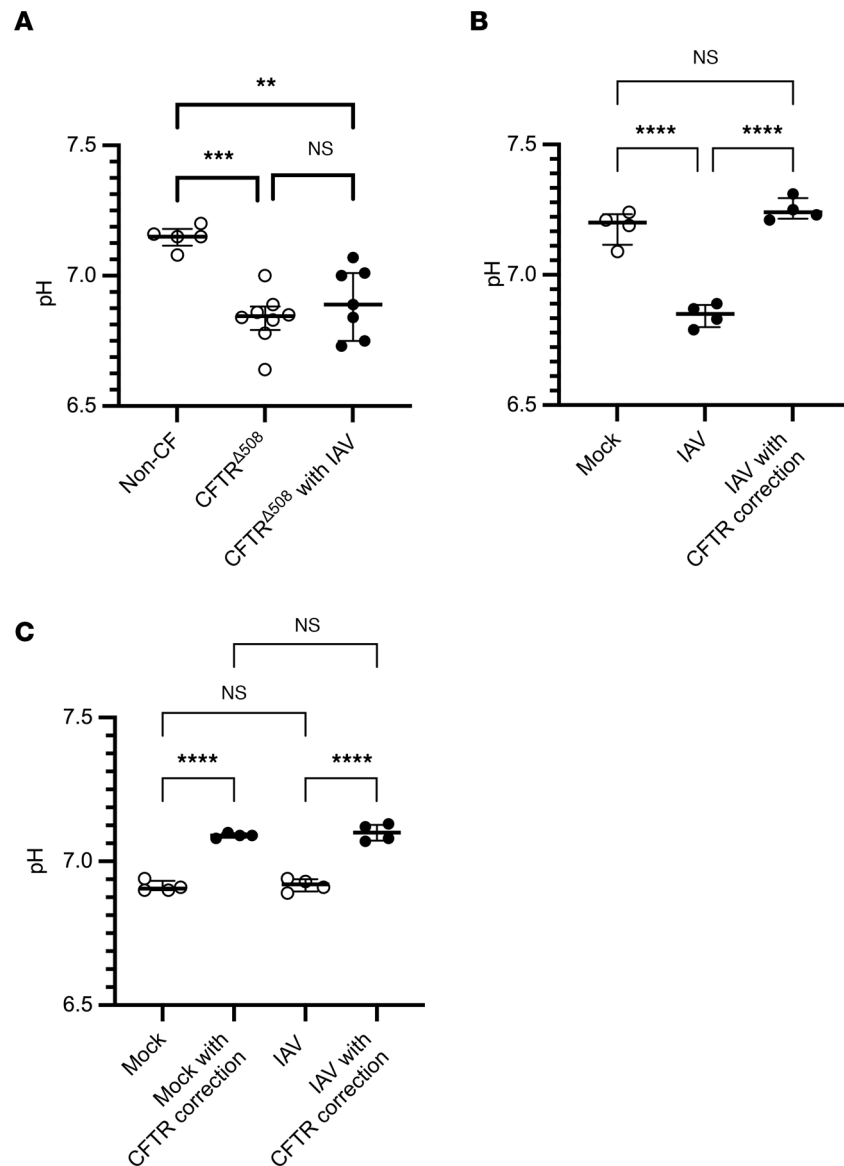 A
**
***
NS
7.5
7.0
6.5
pH
Non-CF
CFTRΔ508
CFTRΔ508 with IAV
B
NS
****
****
7.5
7.0
6.5
pH
Mock
IAV
IAV with
CFTR correction
C
NS
NS
****
****
7.5
7.0
6.5
pH
Mock
Mock with
CFTR correction
IAV
IAV with
CFTR correction